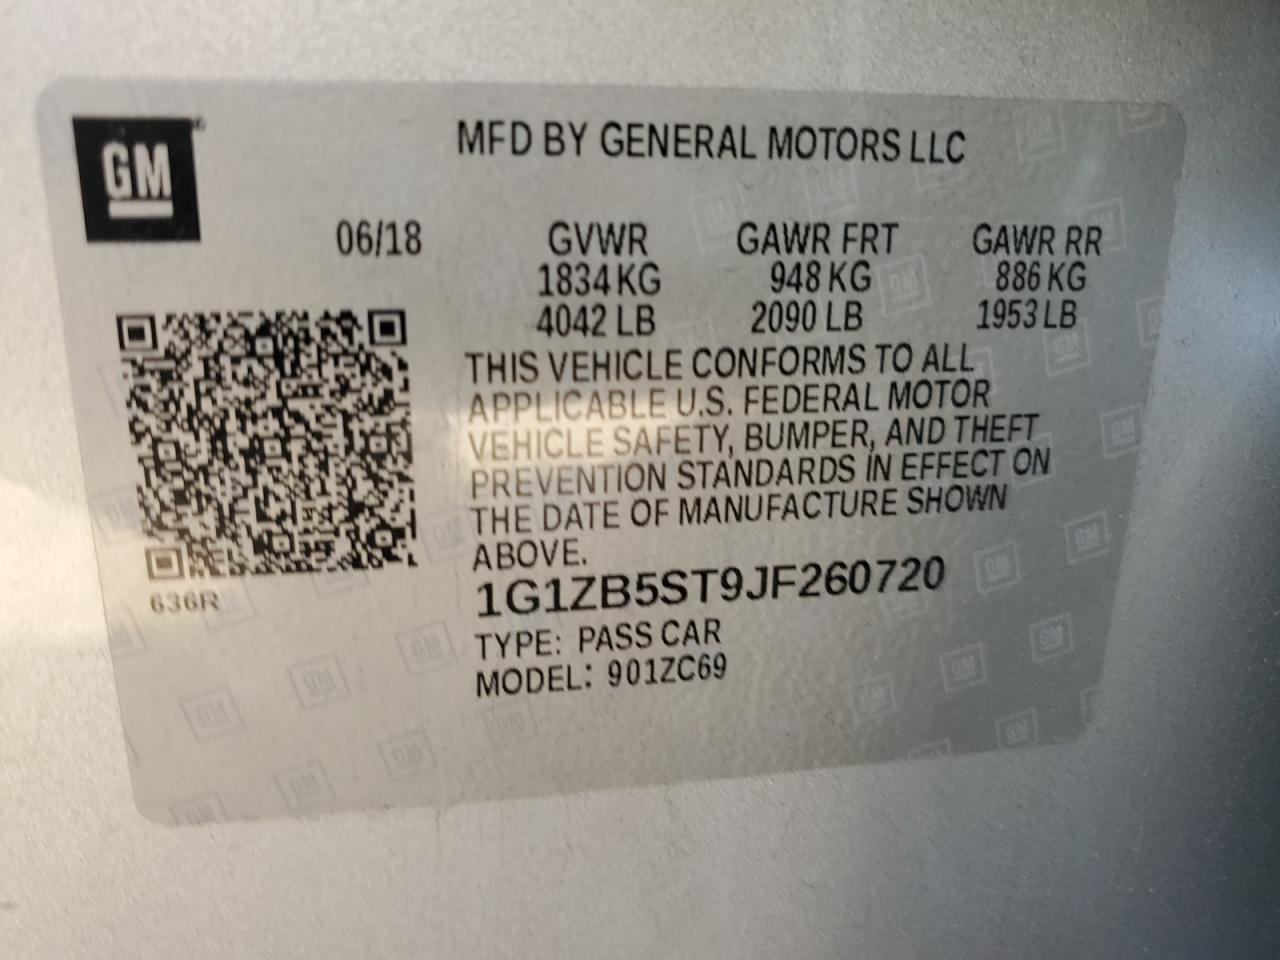 GM
MFD BY GENERAL MOTORS LLC
06/18
GVWR GAWR FRT GAWR RR
1834 KG 948 KG 886 KG
4042 LB 2090 LB 1953 LB
THIS VEHICLE CONFORMS TO ALL
APPLICABLE U.S. FEDERAL MOTOR
VEHICLE SAFETY, BUMPER, AND THEFT
PREVENTION STANDARDS IN EFFECT ON
THE DATE OF MANUFACTURE SHOWN
ABOVE.
636R
1G1ZB5ST9JF260720
TYPE: PASS CAR
MODEL: 901ZC69